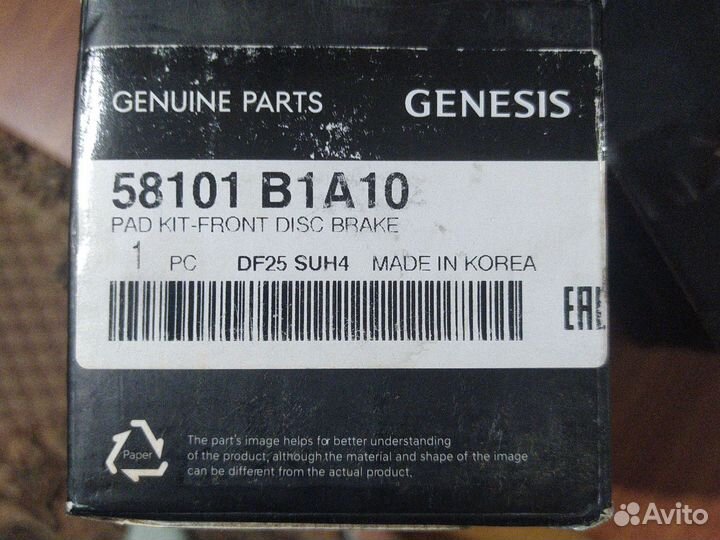 GENUINE PARTS GENESIS
58101 B1A10
PAD KIT-FRONT DISC BRAKE
1 PC DF25 SUH4 MADE IN KOREA
EAC
Paper
The part's image helps for better understanding
of the product, although the material and shape of the image
can be different from the actual product.
Avito